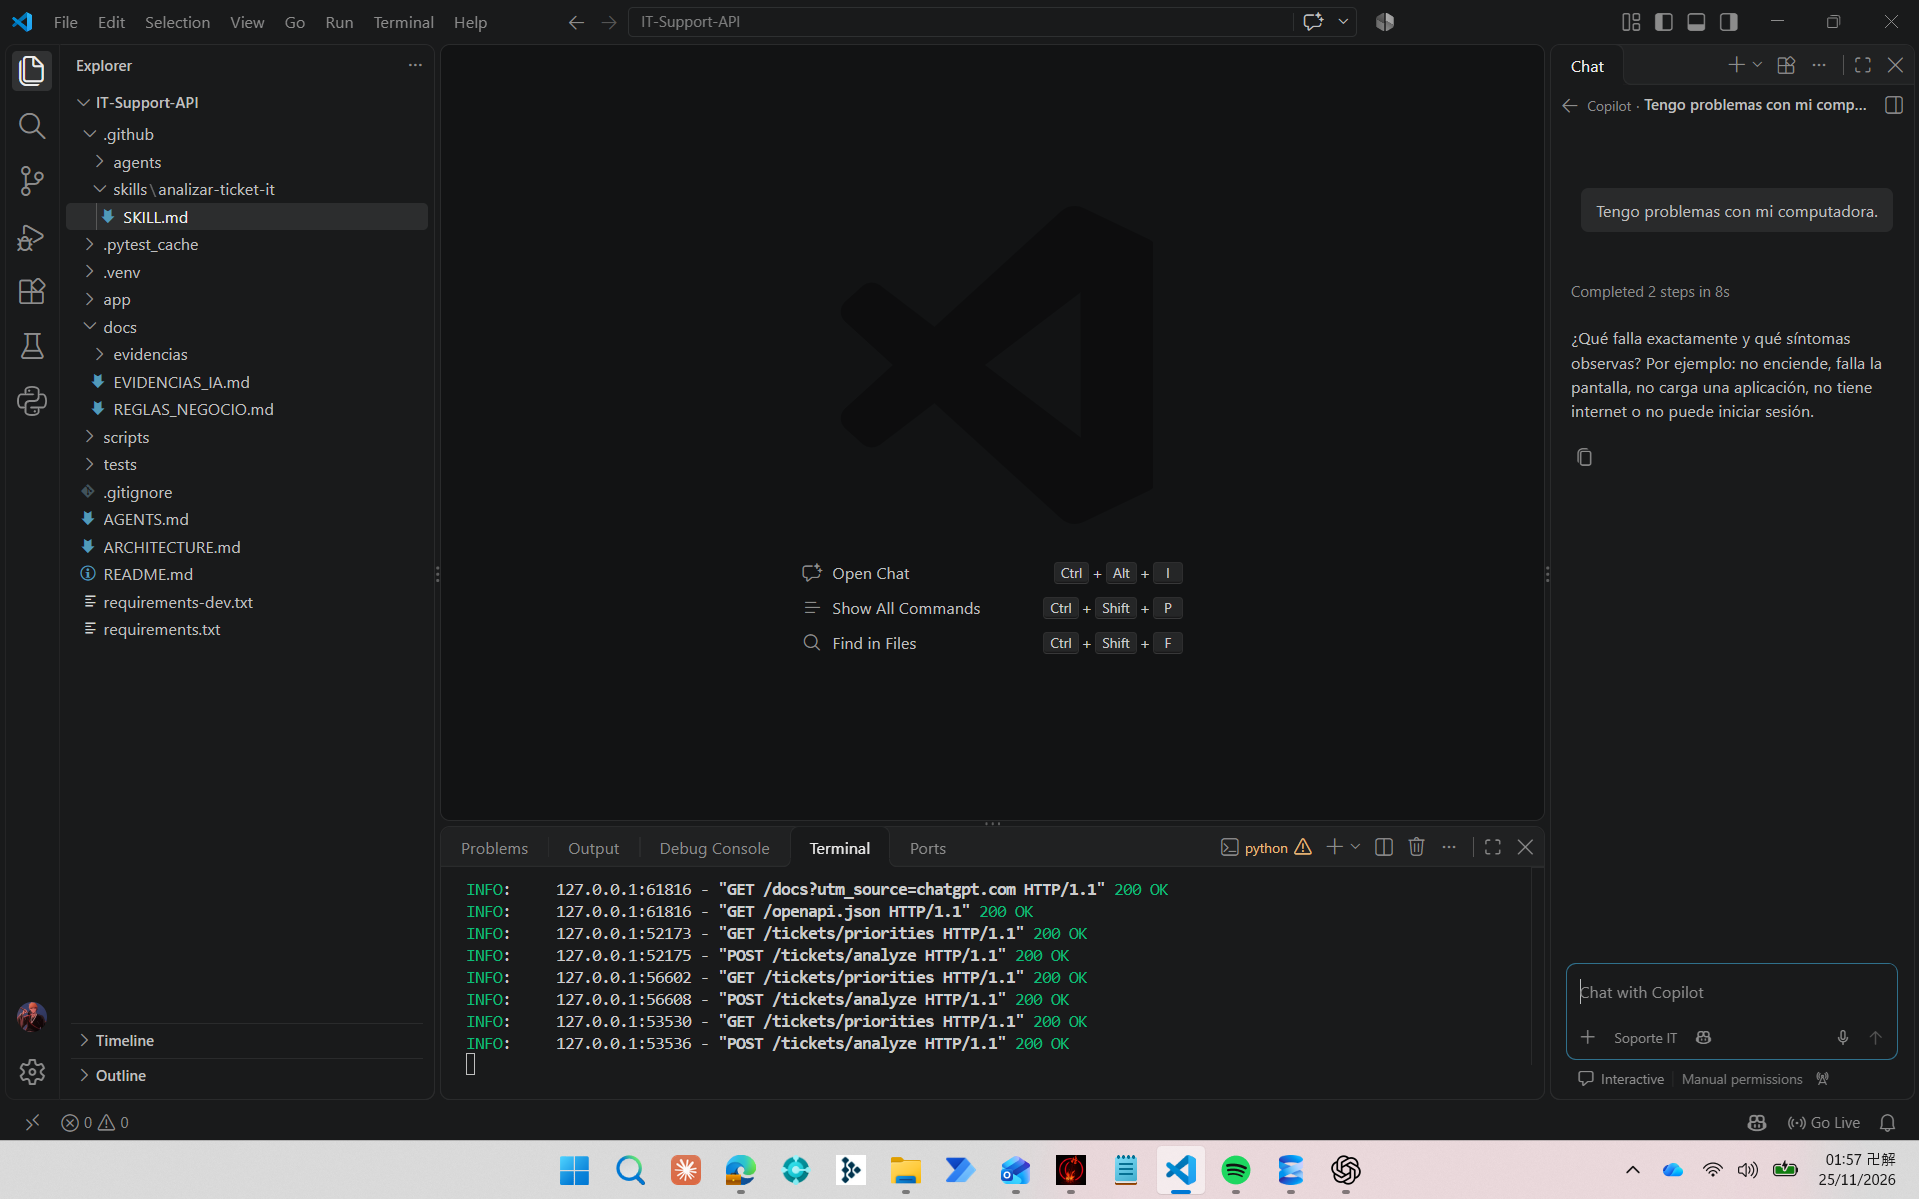 File Edit Selection View Go Run Terminal Help
IT-Support-API
Explorer
IT-Support-API
.github
agents
skills\analizar-ticket-it
SKILL.md
.pytest_cache
.venv
app
docs
evidencias
EVIDENCIAS_IA.md
REGLAS_NEGOCIO.md
scripts
tests
.gitignore
AGENTS.md
ARCHITECTURE.md
README.md
requirements-dev.txt
requirements.txt
Timeline
Outline
Open Chat Ctrl + Alt + I
Show All Commands Ctrl + Shift + P
Find in Files Ctrl + Shift + F
Problems Output Debug Console Terminal Ports
python
INFO: 127.0.0.1:61816 - "GET /docs?utm_source=chatgpt.com HTTP/1.1" 200 OK
INFO: 127.0.0.1:61816 - "GET /openapi.json HTTP/1.1" 200 OK
INFO: 127.0.0.1:52173 - "GET /tickets/priorities HTTP/1.1" 200 OK
INFO: 127.0.0.1:52175 - "POST /tickets/analyze HTTP/1.1" 200 OK
INFO: 127.0.0.1:56602 - "GET /tickets/priorities HTTP/1.1" 200 OK
INFO: 127.0.0.1:56608 - "POST /tickets/analyze HTTP/1.1" 200 OK
INFO: 127.0.0.1:53530 - "GET /tickets/priorities HTTP/1.1" 200 OK
INFO: 127.0.0.1:53536 - "POST /tickets/analyze HTTP/1.1" 200 OK
Chat
Copilot · Tengo problemas con mi comp...
Tengo problemas con mi computadora.
Completed 2 steps in 8s
¿Qué falla exactamente y qué síntomas
observas? Por ejemplo: no enciende, falla la
pantalla, no carga una aplicación, no tiene
internet o no puede iniciar sesión.
Chat with Copilot
Soporte IT
Interactive Manual permissions
0 0
Go Live
01:57 卍解
25/11/2026